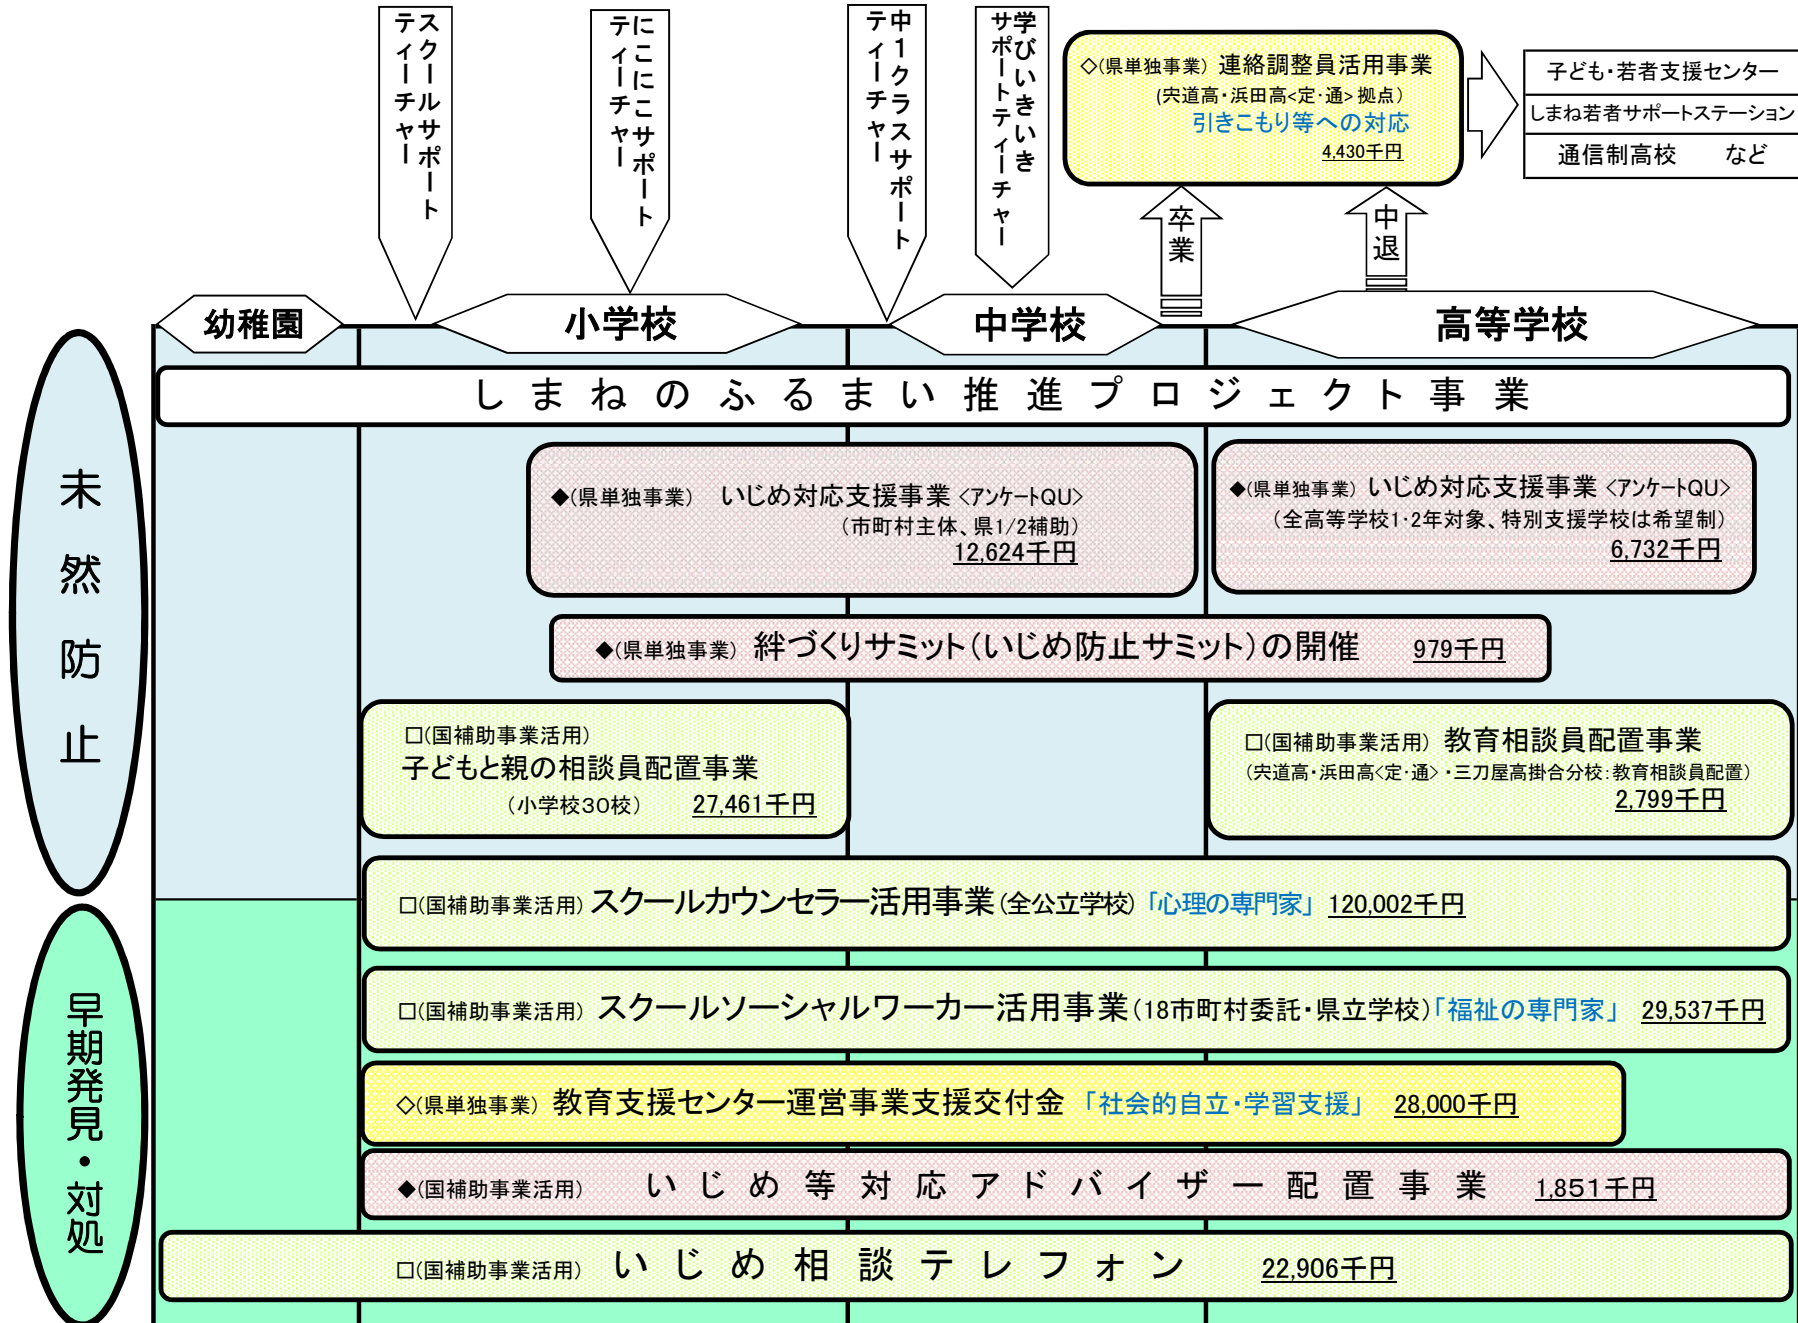 スクールサポート
ティーチャー
にこにこサポート
ティーチャー
中1クラスサポート
ティーチャー
学びいきいき
サポートティーチャー
◇(県単独事業) 連絡調整員活用事業
(宍道高・浜田高<定・通> 拠点)
引きこもり等への対応
4,430千円
子ども・若者支援センター
しまね若者サポートステーション
通信制高校 など
卒業
中退
幼稚園
小学校
中学校
高等学校
未然防止
しまねのふるまい推進プロジェクト事業
◆(県単独事業) いじめ対応支援事業 <アンケートQU>
(市町村主体、県1/2補助)
12,624千円
◆(県単独事業) いじめ対応支援事業 <アンケートQU>
(全高等学校1・2年対象、特別支援学校は希望制)
6,732千円
◆(県単独事業) 絆づくりサミット(いじめ防止サミット)の開催 979千円
□(国補助事業活用)
子どもと親の相談員配置事業
(小学校30校) 27,461千円
□(国補助事業活用) 教育相談員配置事業
(宍道高・浜田高<定・通>・三刀屋高掛合分校:教育相談員配置)
2,799千円
□(国補助事業活用) スクールカウンセラー活用事業(全公立学校)「心理の専門家」 120,002千円
早期発見・対処
□(国補助事業活用) スクールソーシャルワーカー活用事業(18市町村委託・県立学校)「福祉の専門家」 29,537千円
◇(県単独事業) 教育支援センター運営事業支援交付金 「社会的自立・学習支援」 28,000千円
◆(国補助事業活用) いじめ等対応アドバイザー配置事業 1,851千円
□(国補助事業活用) いじめ相談テレフォン 22,906千円